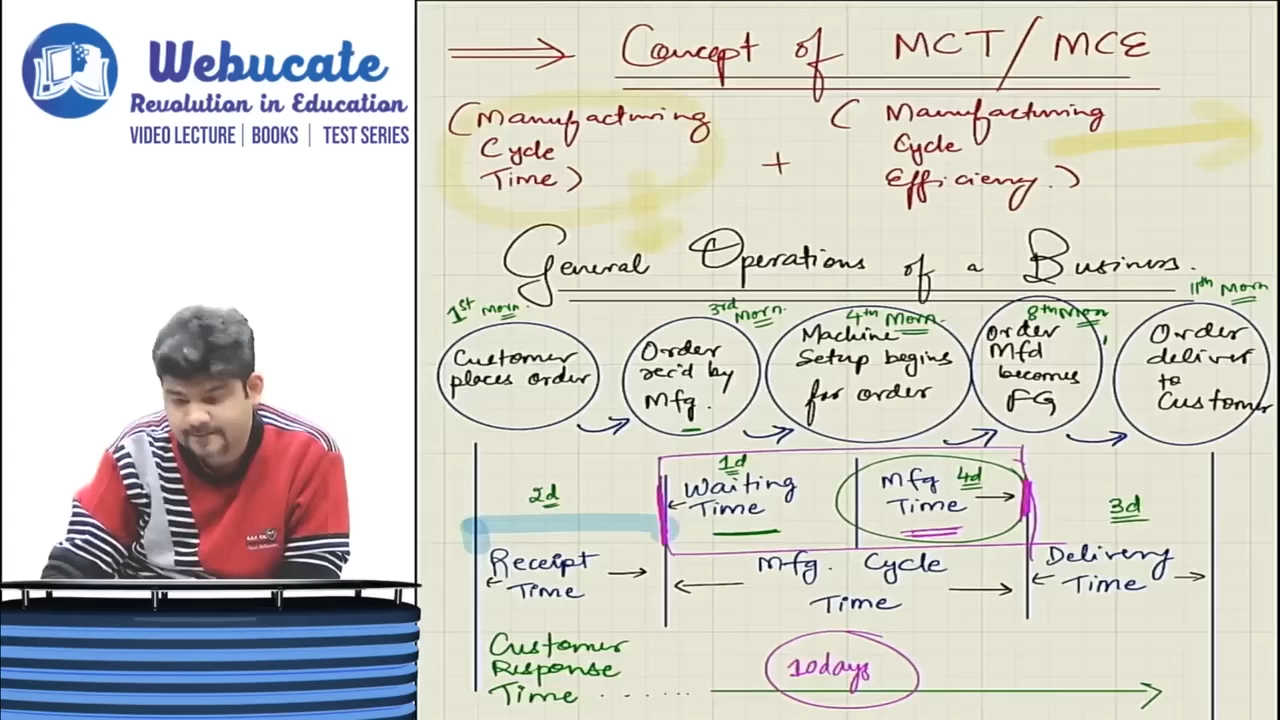 Webucate
Revolution in Education
VIDEO LECTURE | BOOKS | TEST SERIES
Concept of MCT / MCE
(Manufacturing Cycle Time) + (Manufacturing Cycle Efficiency.)
General Operations of a Business.
1st Morn.
3rd Morn.
4th Morn.
8th Morn
11th Morn
Customer
places order
Order
rec'd by
Mfg.
Machine
Setup begins
for order
Order
Mfd
becomes
FG
Order
deliver
to
Customer
2d
1d
Waiting
Time
Mfg 4d
Time
3d
Receipt
Time
Mfg. Cycle
Time
Delivery
Time
Customer
Response
Time ...... 10days